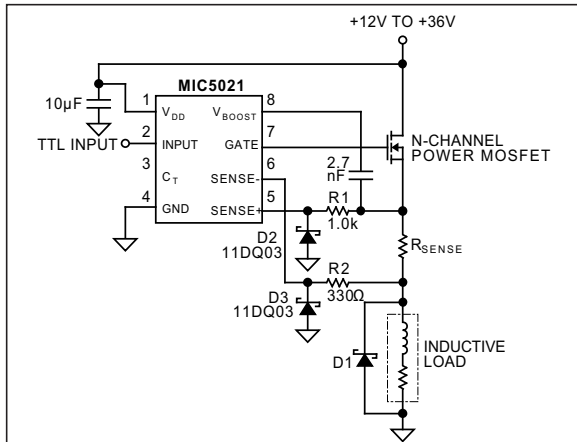 +12V TO +36V
MIC5021
10µF
1 V_DD V_BOOST 8
TTL INPUT 2 INPUT GATE 7
N-CHANNEL
POWER MOSFET
2.7
nF
3 C_T SENSE- 6
4 GND SENSE+ 5
R1
1.0k
D2
11DQ03
R_SENSE
R2
330Ω
D3
11DQ03
D1
INDUCTIVE
LOAD